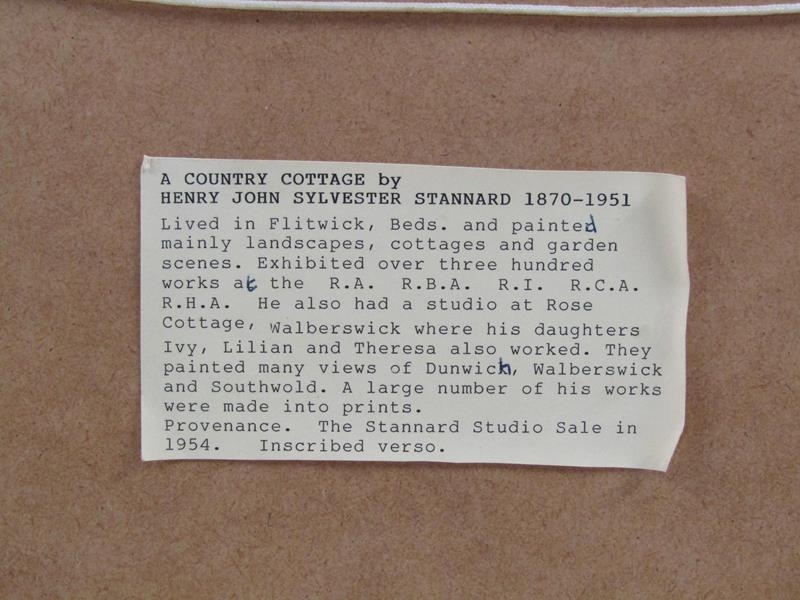 A COUNTRY COTTAGE by
HENRY JOHN SYLVESTER STANNARD 1870-1951
Lived in Flitwick, Beds. and painted
mainly landscapes, cottages and garden
scenes. Exhibited over three hundred
works at the R.A. R.B.A. R.I. R.C.A.
R.H.A. He also had a studio at Rose
Cottage, Walberswick where his daughters
Ivy, Lilian and Theresa also worked. They
painted many views of Dunwich, Walberswick
and Southwold. A large number of his works
were made into prints.
Provenance. The Stannard Studio Sale in
1954. Inscribed verso.